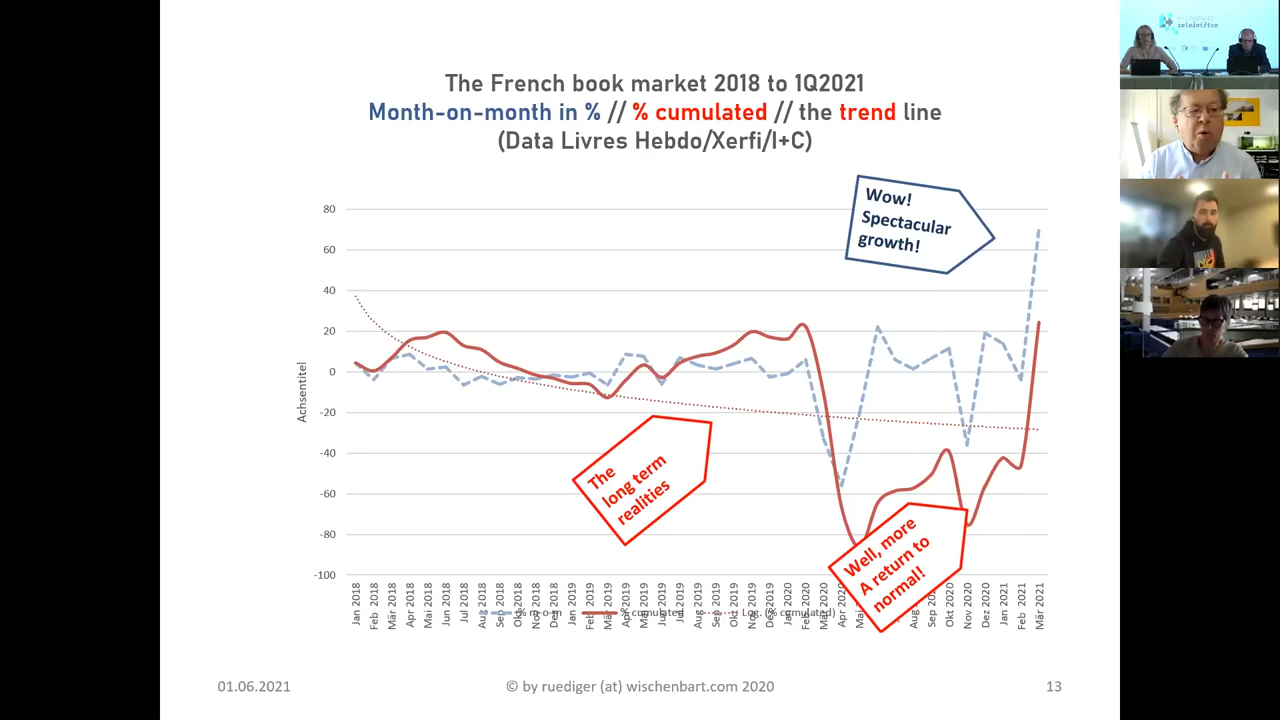 The French book market 2018 to 1Q2021
Month-on-month in % // % cumulated // the trend line
(Data Livres Hebdo/Xerfi/I+C)
Wow!
Spectacular
growth!
80
60
40
20
0
-20
-40
-60
-80
-100
Achsentitel
The
long term
realities
Well, more
A return to
normal!
Jan 2018
Feb 2018
Mär 2018
Apr 2018
Mai 2018
Jun 2018
Jul 2018
Aug 2018
Sep 2018
Okt 2018
Nov 2018
Dez 2018
Jan 2019
Feb 2019
Mär 2019
Apr 2019
Mai 2019
Jun 2019
Jul 2019
Aug 2019
Sep 2019
Okt 2019
Nov 2019
Dez 2019
Jan 2020
Feb 2020
Mär 2020
Apr 2020
Mai
Aug
Sep 2020
Okt 2020
Nov 2020
Dez 2020
Jan 2021
Feb 2021
Mär 2021
% m-o-m
% cumulated
Log. (% cumulated)
01.06.2021
© by ruediger (at) wischenbart.com 2020
13
založništva